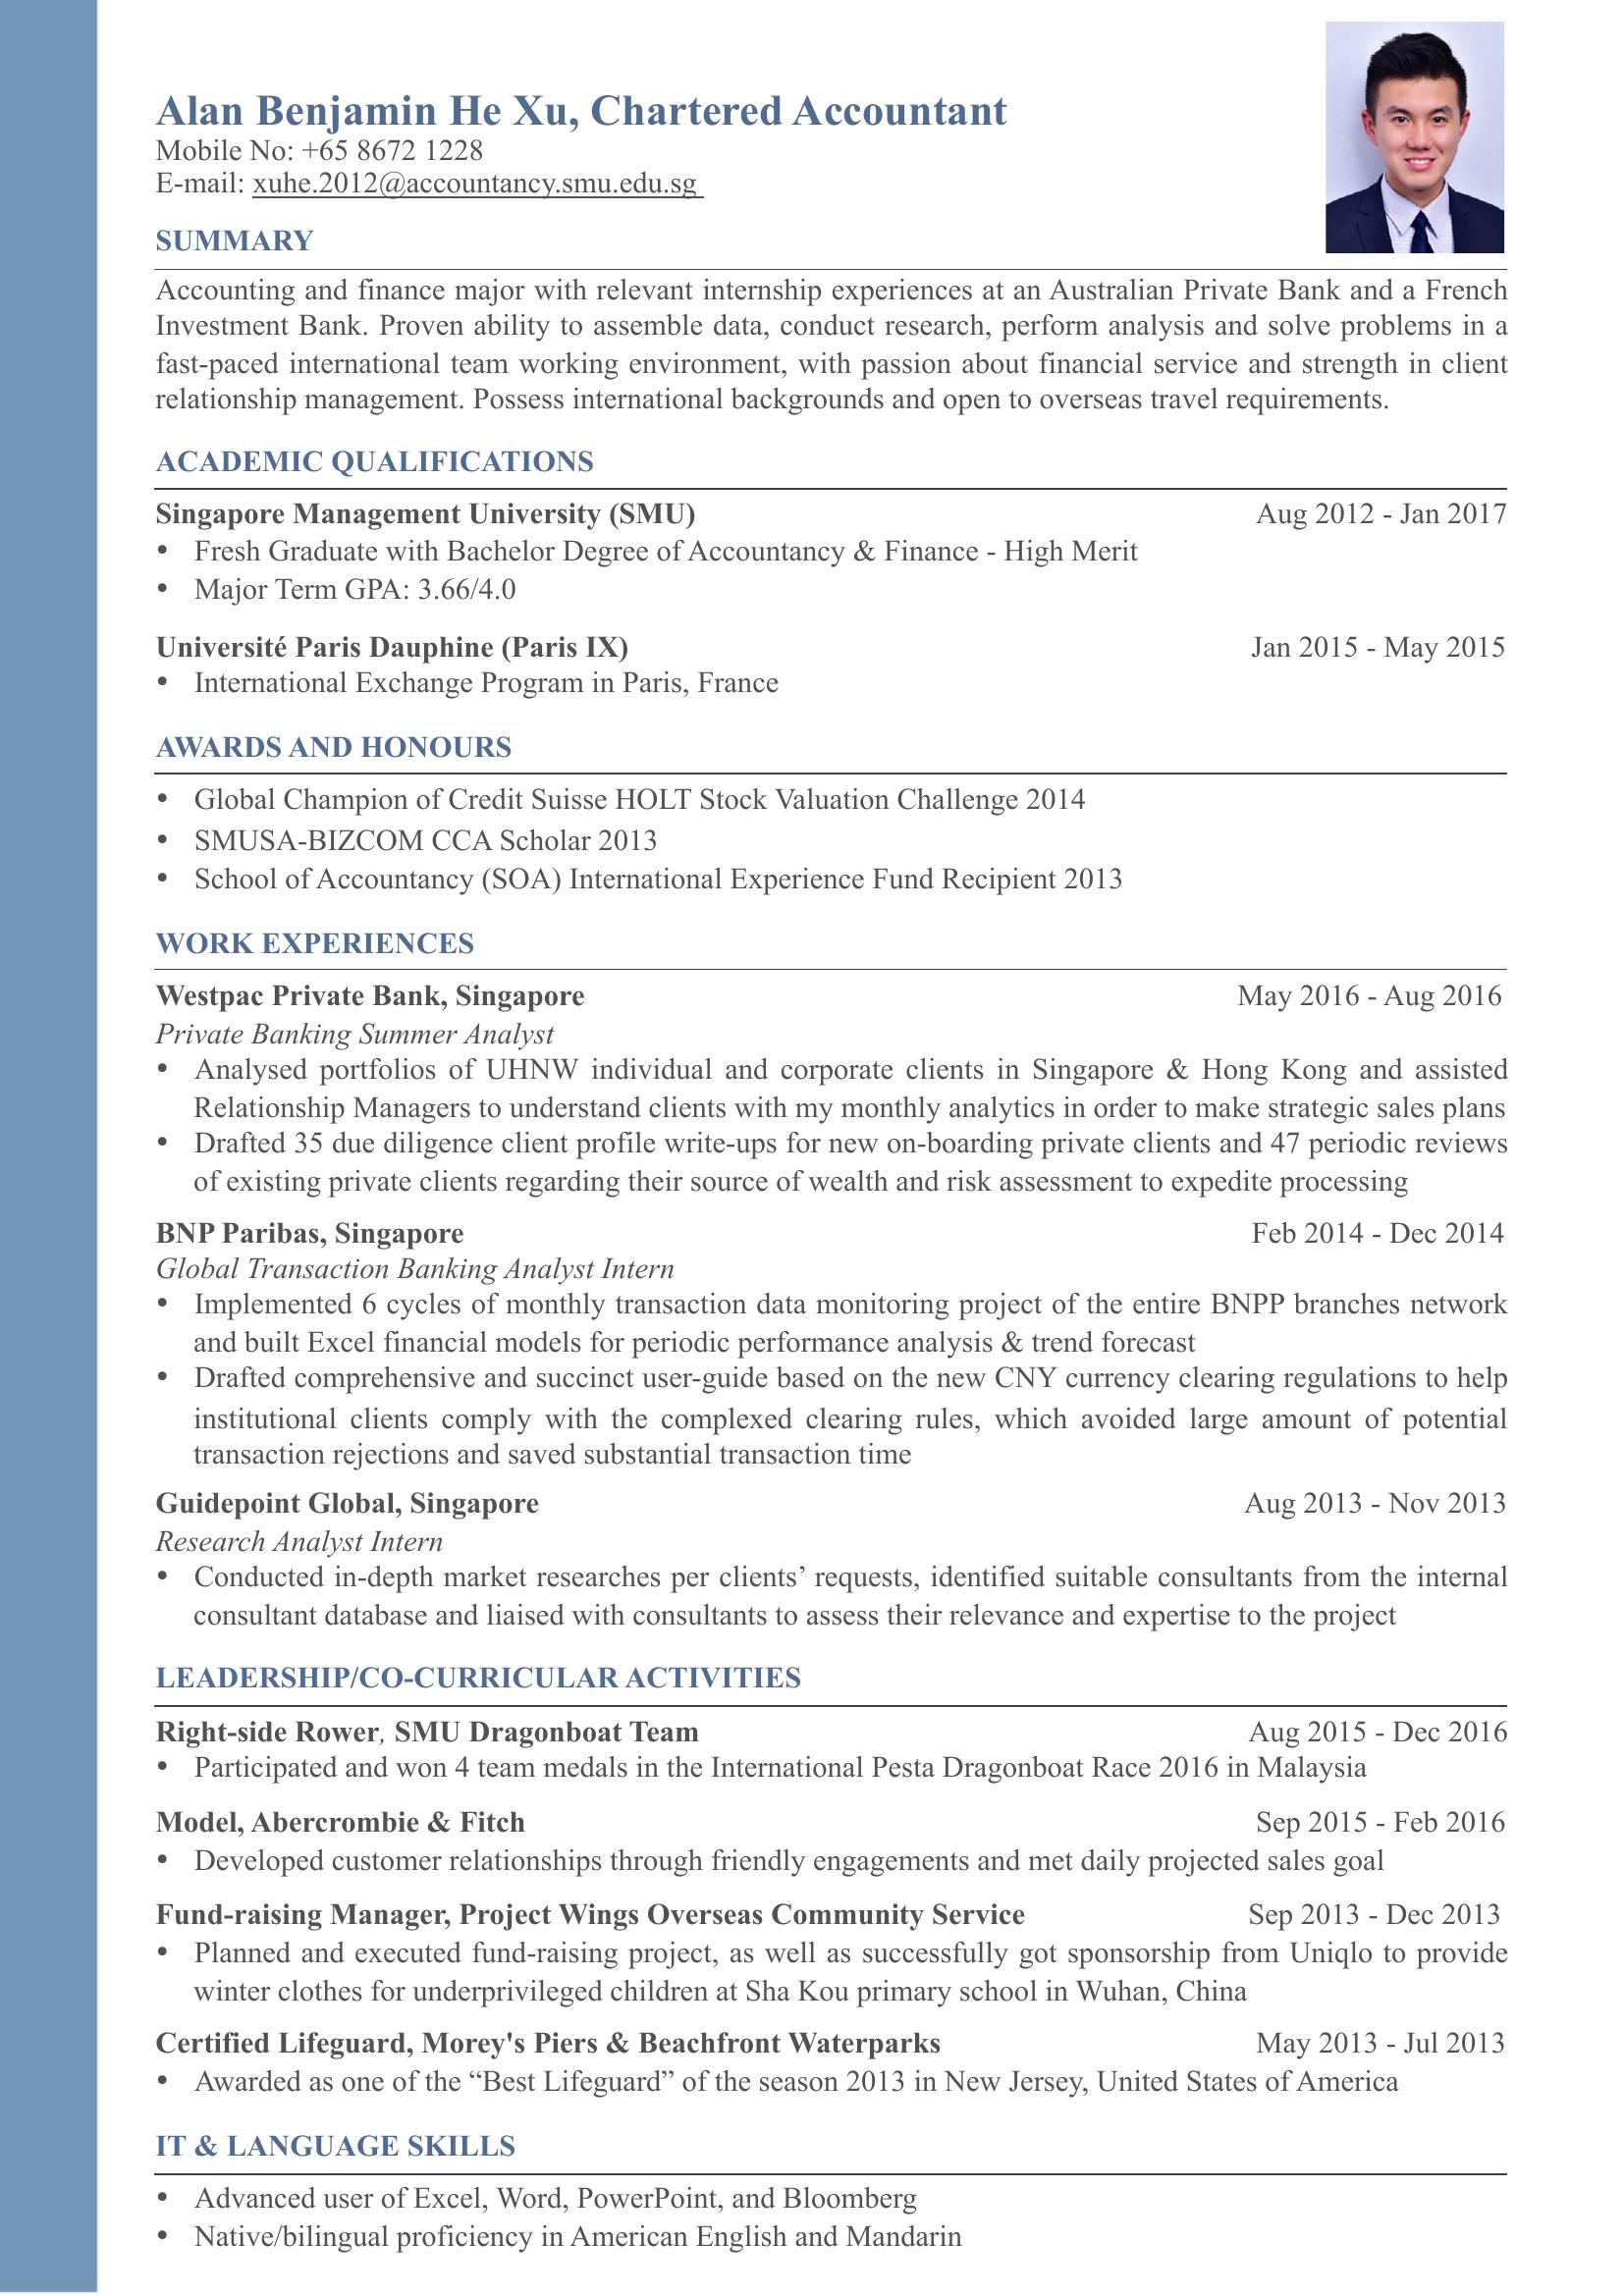 Alan Benjamin He Xu, Chartered Accountant
Mobile No: +65 8672 1228
E-mail: xuhe.2012@accountancy.smu.edu.sg
SUMMARY
Accounting and finance major with relevant internship experiences at an Australian Private Bank and a French
Investment Bank. Proven ability to assemble data, conduct research, perform analysis and solve problems in a
fast-paced international team working environment, with passion about financial service and strength in client
relationship management. Possess international backgrounds and open to overseas travel requirements.
ACADEMIC QUALIFICATIONS
Singapore Management University (SMU) Aug 2012 - Jan 2017
• Fresh Graduate with Bachelor Degree of Accountancy & Finance - High Merit
• Major Term GPA: 3.66/4.0
Université Paris Dauphine (Paris IX) Jan 2015 - May 2015
• International Exchange Program in Paris, France
AWARDS AND HONOURS
• Global Champion of Credit Suisse HOLT Stock Valuation Challenge 2014
• SMUSA-BIZCOM CCA Scholar 2013
• School of Accountancy (SOA) International Experience Fund Recipient 2013
WORK EXPERIENCES
Westpac Private Bank, Singapore May 2016 - Aug 2016
Private Banking Summer Analyst
• Analysed portfolios of UHNW individual and corporate clients in Singapore & Hong Kong and assisted
Relationship Managers to understand clients with my monthly analytics in order to make strategic sales plans
• Drafted 35 due diligence client profile write-ups for new on-boarding private clients and 47 periodic reviews
of existing private clients regarding their source of wealth and risk assessment to expedite processing
BNP Paribas, Singapore Feb 2014 - Dec 2014
Global Transaction Banking Analyst Intern
• Implemented 6 cycles of monthly transaction data monitoring project of the entire BNPP branches network
and built Excel financial models for periodic performance analysis & trend forecast
• Drafted comprehensive and succinct user-guide based on the new CNY currency clearing regulations to help
institutional clients comply with the complexed clearing rules, which avoided large amount of potential
transaction rejections and saved substantial transaction time
Guidepoint Global, Singapore Aug 2013 - Nov 2013
Research Analyst Intern
• Conducted in-depth market researches per clients’ requests, identified suitable consultants from the internal
consultant database and liaised with consultants to assess their relevance and expertise to the project
LEADERSHIP/CO-CURRICULAR ACTIVITIES
Right-side Rower, SMU Dragonboat Team Aug 2015 - Dec 2016
• Participated and won 4 team medals in the International Pesta Dragonboat Race 2016 in Malaysia
Model, Abercrombie & Fitch Sep 2015 - Feb 2016
• Developed customer relationships through friendly engagements and met daily projected sales goal
Fund-raising Manager, Project Wings Overseas Community Service Sep 2013 - Dec 2013
• Planned and executed fund-raising project, as well as successfully got sponsorship from Uniqlo to provide
winter clothes for underprivileged children at Sha Kou primary school in Wuhan, China
Certified Lifeguard, Morey's Piers & Beachfront Waterparks May 2013 - Jul 2013
• Awarded as one of the “Best Lifeguard” of the season 2013 in New Jersey, United States of America
IT & LANGUAGE SKILLS
• Advanced user of Excel, Word, PowerPoint, and Bloomberg
• Native/bilingual proficiency in American English and Mandarin